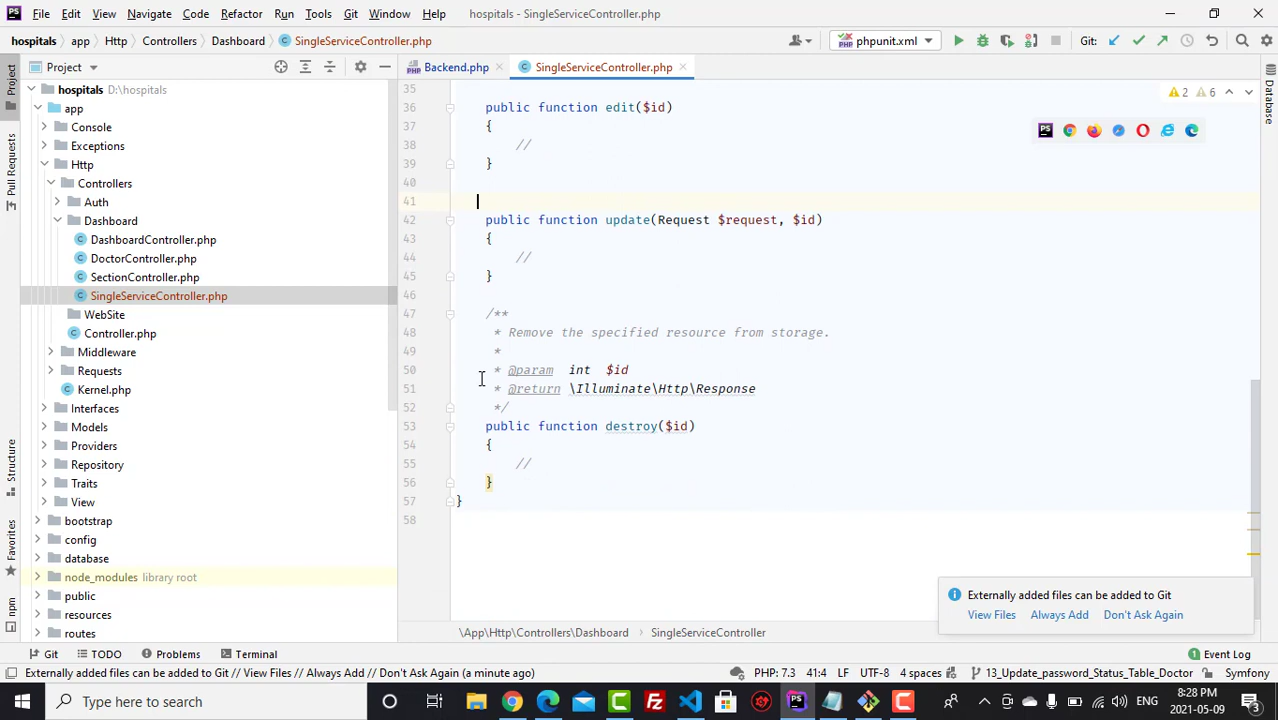 File Edit View Navigate Code Refactor Run Tools Git Window Help hospitals - SingleServiceController.php
hospitals app Http Controllers Dashboard SingleServiceController.php phpunit.xml Git:
Project Backend.php SingleServiceController.php
hospitals D:\hospitals
app
Console
Exceptions
Http
Controllers
Auth
Dashboard
DashboardController.php
DoctorController.php
SectionController.php
SingleServiceController.php
WebSite
Controller.php
Middleware
Requests
Kernel.php
Interfaces
Models
Providers
Repository
Traits
View
bootstrap
config
database
node_modules library root
public
resources
routes
Project
Pull Requests
Structure
Favorites
npm
Database
2 6
35
36 public function edit($id)
37 {
38 //
39 }
40
41
42 public function update(Request $request, $id)
43 {
44 //
45 }
46
47 /**
48 * Remove the specified resource from storage.
49 *
50 * @param int $id
51 * @return \Illuminate\Http\Response
52 */
53 public function destroy($id)
54 {
55 //
56 }
57 }
58
Externally added files can be added to Git
View Files Always Add Don't Ask Again
\App\Http\Controllers\Dashboard SingleServiceController
Git TODO Problems Terminal 1 Event Log
Externally added files can be added to Git // View Files // Always Add // Don't Ask Again (a minute ago) PHP: 7.3 41:4 LF UTF-8 4 spaces 13_Update_password_Status_Table_Doctor Symfony
Type here to search ENG 8:28 PM 2021-05-09 3